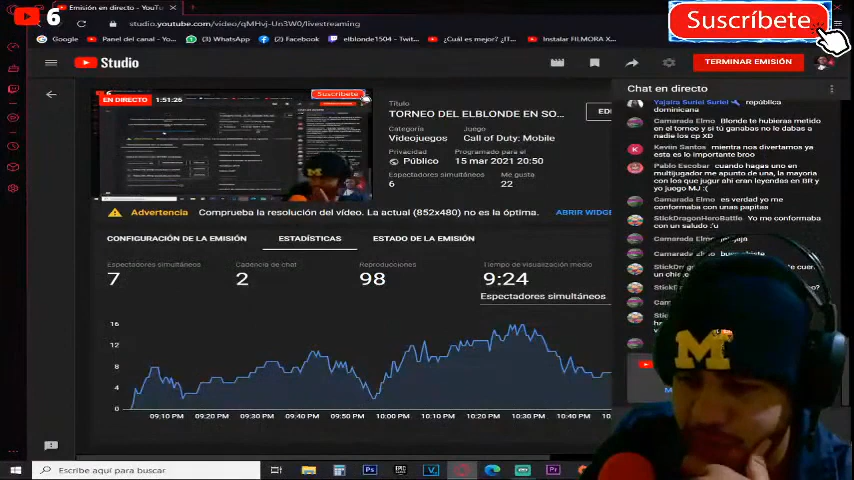 6
Emisión en directo - YouTu
studio.youtube.com/video/qMHvj-Un3W0/livestreaming
Suscríbete
Google
Panel del canal - Yo...
(3) WhatsApp
(2) Facebook
elblonde1504 - Twit...
¿Cuál es mejor? ¿IT...
Instalar FILMORA X...
Studio
TERMINAR EMISIÓN
EN DIRECTO
1:51:26
Suscríbete
Título
TORNEO DEL ELBLONDE EN SO...
Categoría
Juego
Videojuegos
Call of Duty: Mobile
Privacidad
Programado para el
Público
15 mar 2021 20:50
Espectadores simultáneos
Me gusta
6
22
Advertencia
Comprueba la resolución del vídeo. La actual (852x480) no es la óptima.
ABRIR WIDGE
CONFIGURACIÓN DE LA EMISIÓN
ESTADÍSTICAS
ESTADO DE LA EMISIÓN
Espectadores simultáneos
Cadencia de chat
Reproducciones
Tiempo de visualización medio
7
2
98
9:24
Espectadores simultáneos
16
12
8
4
0
09:10 PM
09:20 PM
09:30 PM
09:40 PM
09:50 PM
10:00 PM
10:10 PM
10:20 PM
10:30 PM
10:40 PM
Chat en directo
Yajaira Suriel Suriel república
dominicana
Camarada Elmo Blonde te hubieras metido
en el torneo y si tú ganabas no le dabas a
nadie los cp XD
Kevin Santos mientra nos divertamos ya
esta es lo importante broo
Pablo Escobar cuando hagas uno en
multijugador me apunto de una, la mayoria
con los que jugur ahi eran leyendas en BR y
yo juego MJ :(
Camarada Elmo es verdad yo me
conformaba con unas papitas
StickDragonHeroBattle Yo me conformaba
con un saludo :'u
Camarada Elmo
Camarada Elmo
Escribe aquí para buscar